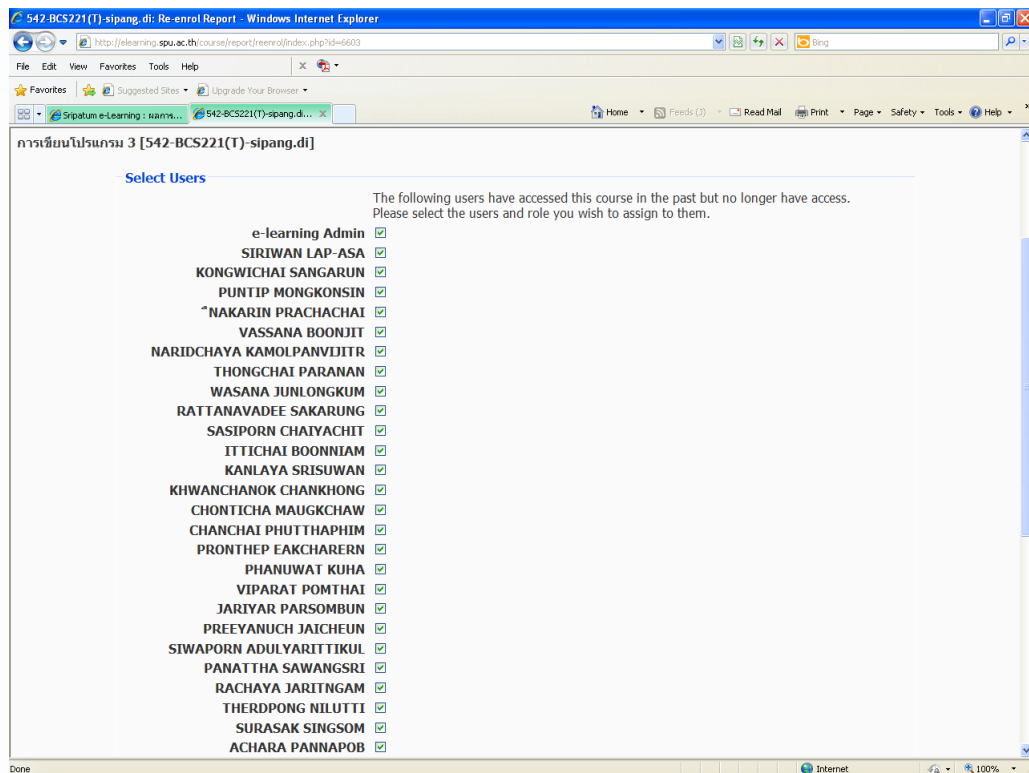 542-BCS221(T)-sipang.di: Re-enrol Report - Windows Internet Explorer
http://elearning.spu.ac.th/course/report/reenrol/index.php?id=6603
Bing
File Edit View Favorites Tools Help
Favorites Suggested Sites Upgrade Your Browser
Sripatum e-Learning : ผลการ... 542-BCS221(T)-sipang.di... Home Feeds (J) Read Mail Print Page Safety Tools Help
การเขียนโปรแกรม 3 [542-BCS221(T)-sipang.di]
Select Users
The following users have accessed this course in the past but no longer have access.
Please select the users and role you wish to assign to them.
e-learning Admin
SIRIWAN LAP-ASA
KONGWICHAI SANGARUN
PUNTIP MONGKONSIN
NAKARIN PRACHACHAI
VASSANA BOONJIT
NARIDCHAYA KAMOLPANVIJITR
THONGCHAI PARANAN
WASANA JUNLONGKUM
RATTANAVADEE SAKARUNG
SASIPORN CHAIYACHIT
ITTICHAI BOONNIAM
KANLAYA SRISUWAN
KHWANCHANOK CHANKHONG
CHONTICHA MAUGKCHAW
CHANCHAI PHUTTHAPHIM
PRONTHEP EAKCHARERN
PHANUWAT KUHA
VIPARAT POMTHAI
JARIYAR PARSOMBUN
PREEYANUCH JAICHEUN
SIWAPORN ADULYARITTIKUL
PANATTHA SAWANGSRI
RACHAYA JARITNGAM
THERDPONG NILUTTI
SURASAK SINGSOM
ACHARA PANNAPOB
Done Internet 100%